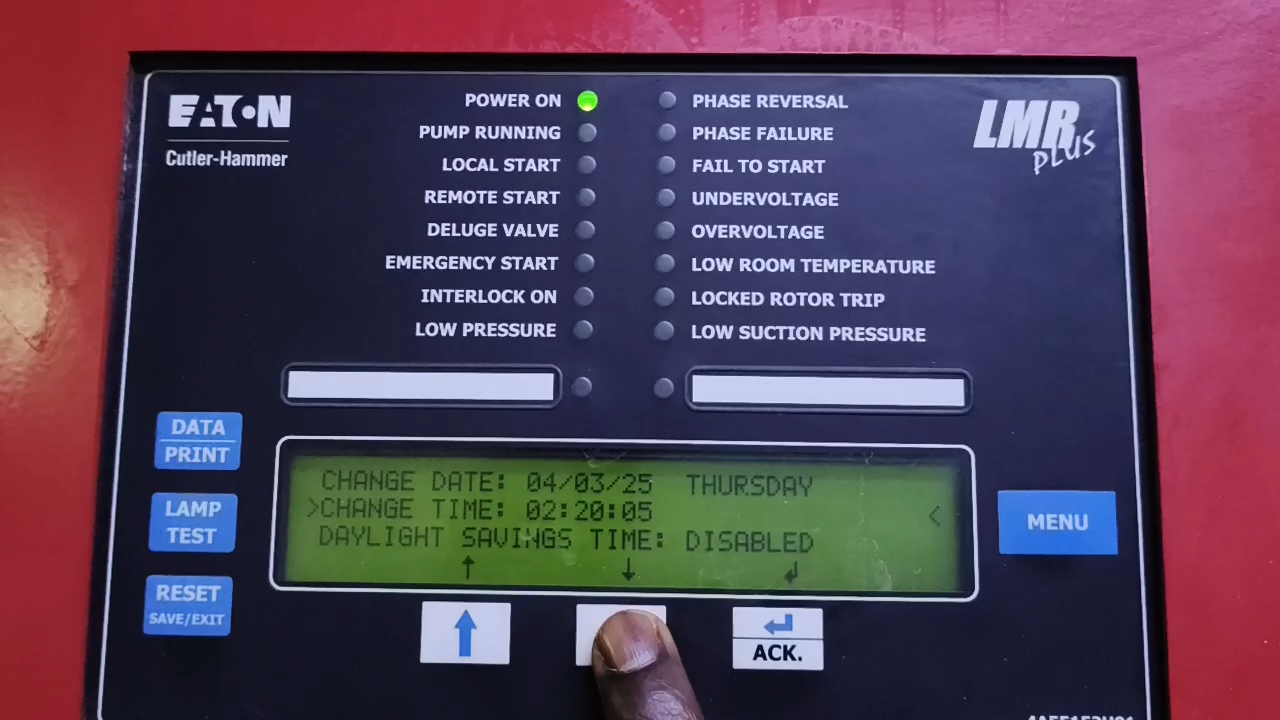 EATON
Cutler-Hammer
LMR
PLUS
POWER ON
PUMP RUNNING
LOCAL START
REMOTE START
DELUGE VALVE
EMERGENCY START
INTERLOCK ON
LOW PRESSURE
PHASE REVERSAL
PHASE FAILURE
FAIL TO START
UNDERVOLTAGE
OVERVOLTAGE
LOW ROOM TEMPERATURE
LOCKED ROTOR TRIP
LOW SUCTION PRESSURE
DATA
PRINT
LAMP
TEST
RESET
SAVE/EXIT
CHANGE DATE: 04/03/25 THURSDAY
>CHANGE TIME: 02:20:05 <
DAYLIGHT SAVINGS TIME: DISABLED
↑ ↓ ↲
MENU
ACK.